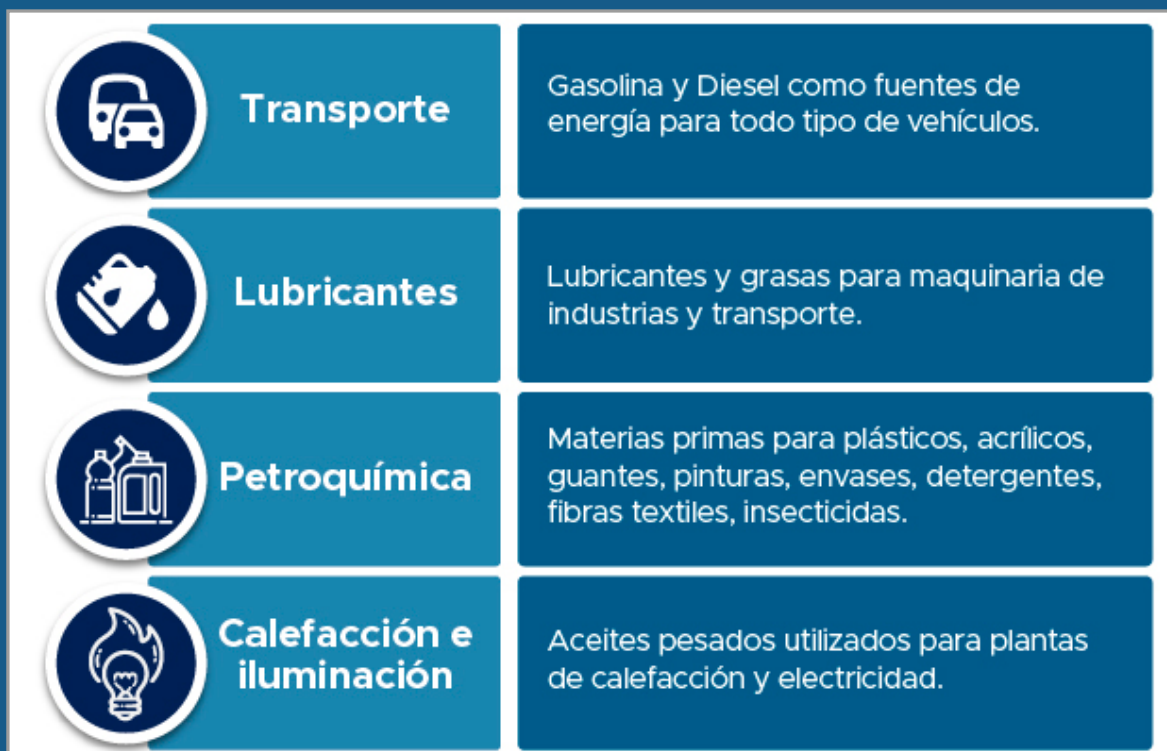 Transporte
Gasolina y Diesel como fuentes de
energía para todo tipo de vehículos.
Lubricantes
Lubricantes y grasas para maquinaria de
industrias y transporte.
Petroquímica
Materias primas para plásticos, acrílicos,
guantes, pinturas, envases, detergentes,
fibras textiles, insecticidas.
Calefacción e
iluminación
Aceites pesados utilizados para plantas
de calefacción y electricidad.